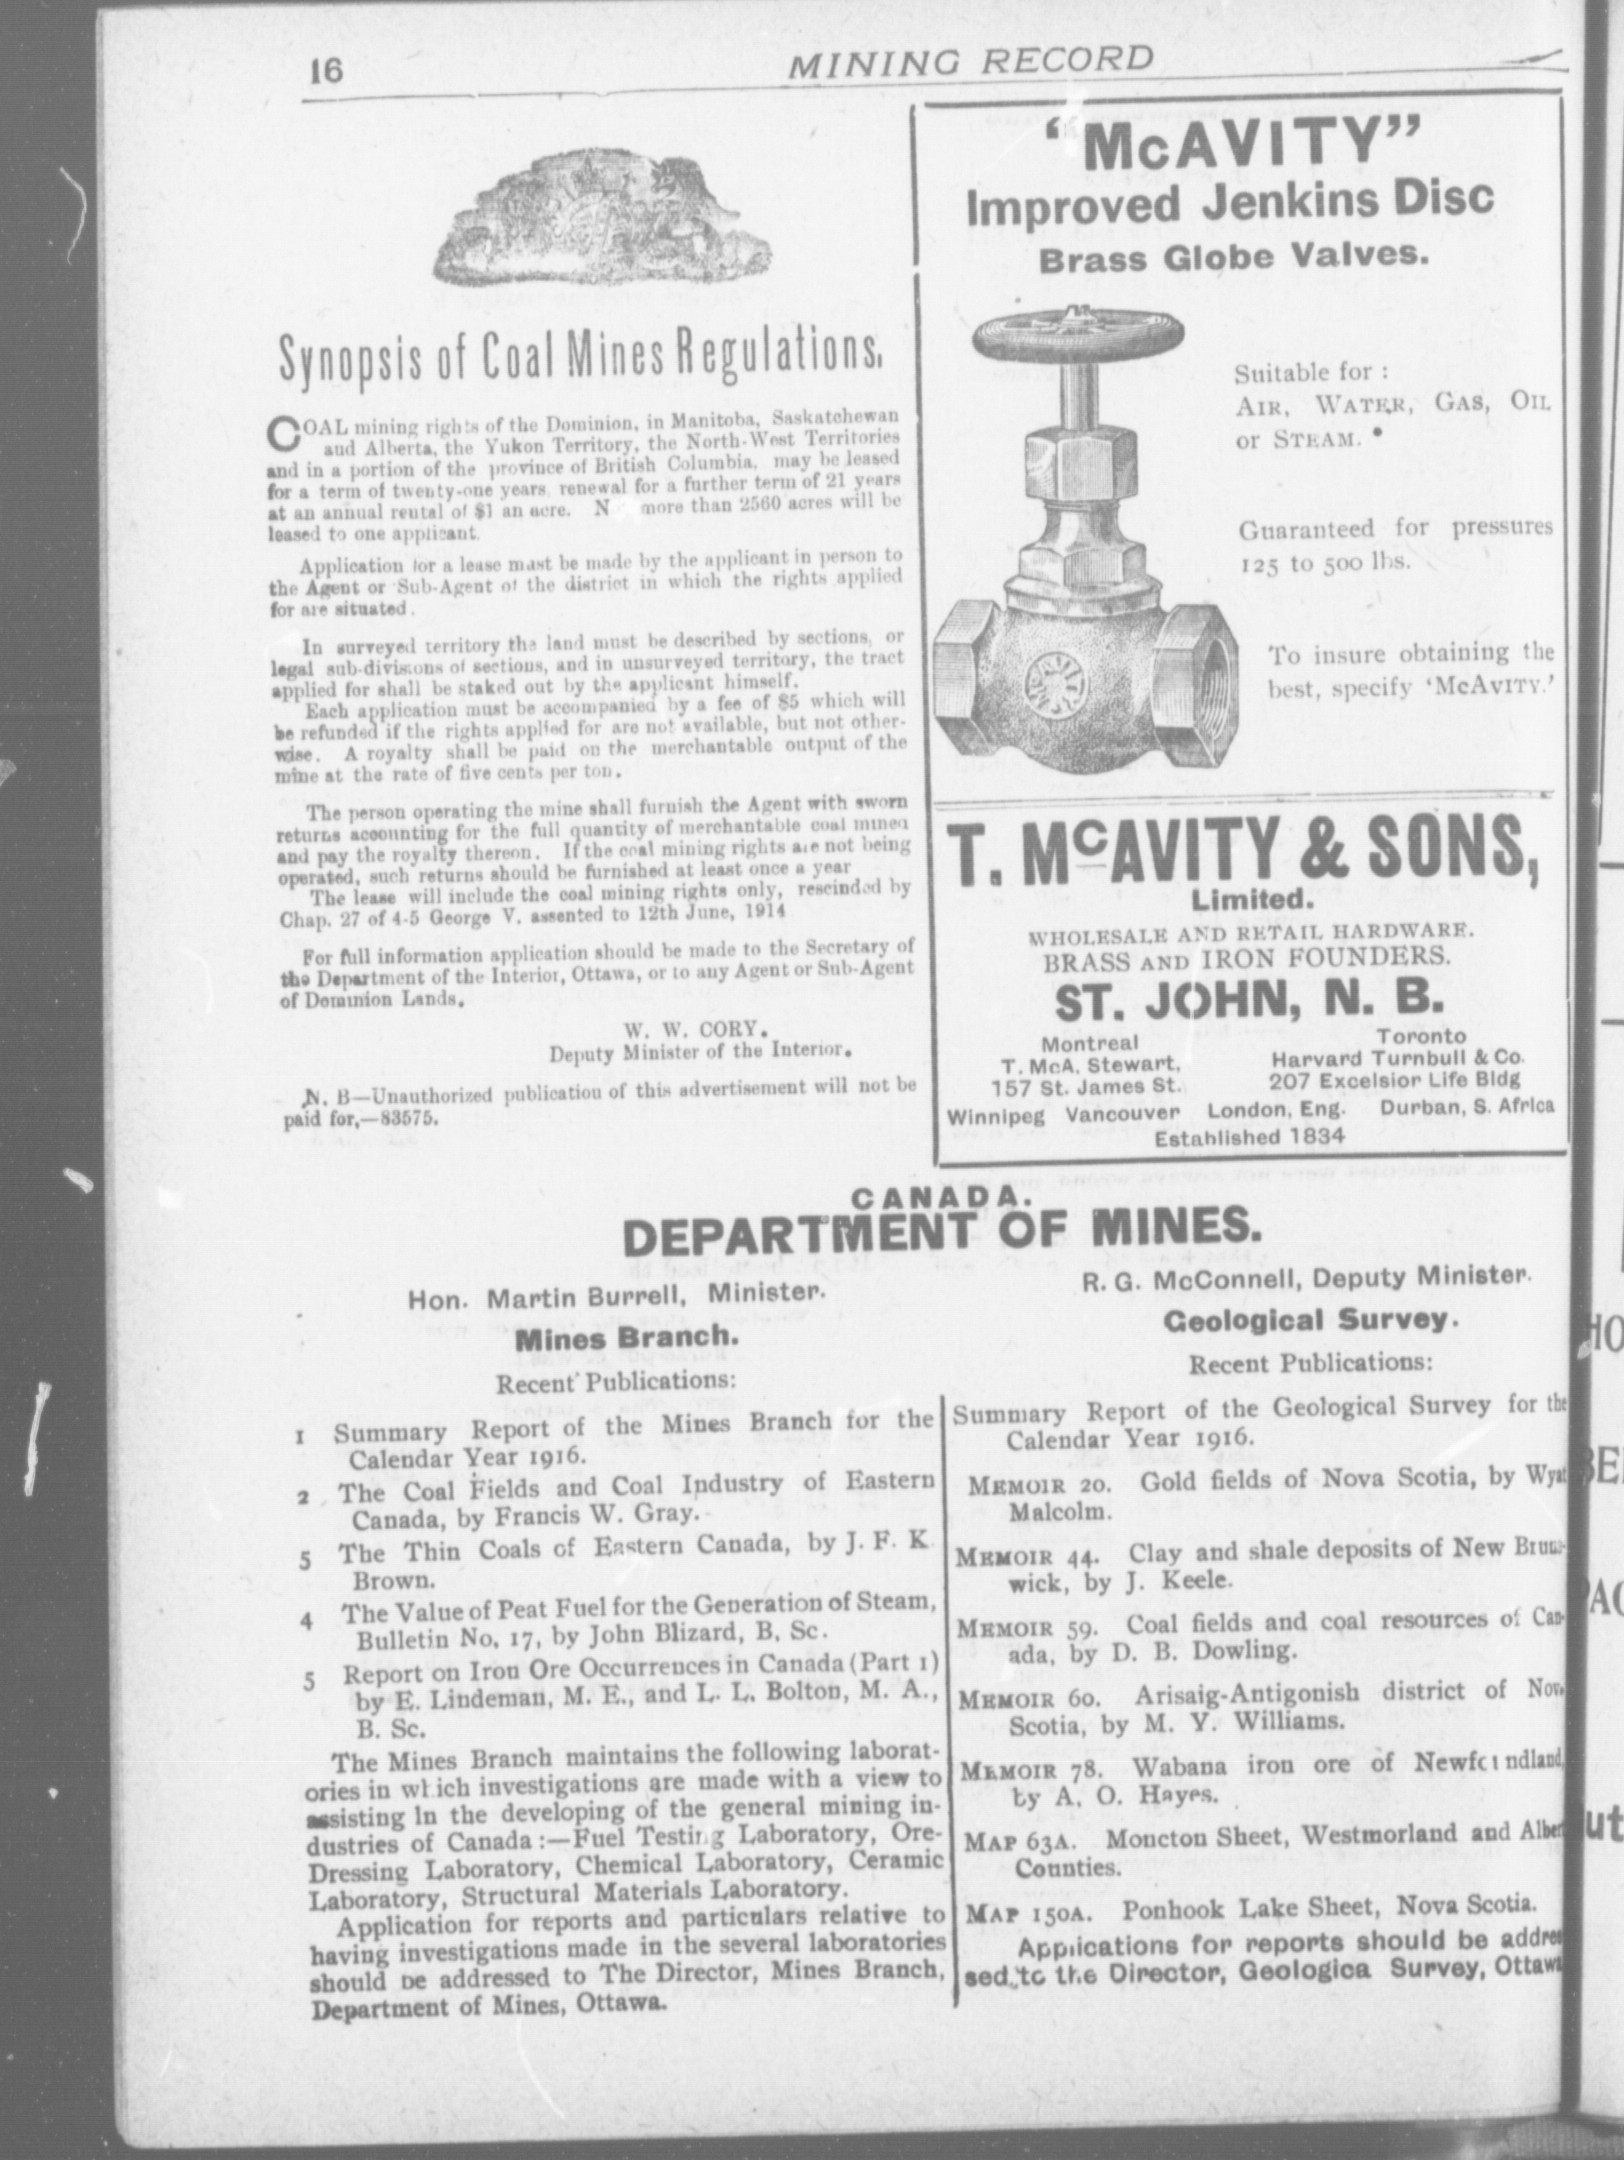 16
MINING RECORD
Synopsis of Coal Mines Regulations.
COAL mining rights of the Dominion, in Manitoba, Saskatchewan
aud Alberta, the Yukon Territory, the North-West Territories
and in a portion of the province of British Columbia, may be leased
for a term of twenty-one years, renewal for a further term of 21 years
at an annual rental of $1 an acre. N more than 2560 acres will be
leased to one applicant.
Application for a lease must be made by the applicant in person to
the Agent or Sub-Agent of the district in which the rights applied
for are situated.
In surveyed territory the land must be described by sections, or
legal sub-divisions of sections, and in unsurveyed territory, the tract
applied for shall be staked out by the applicant himself.
Each application must be accompanied by a fee of $5 which will
be refunded if the rights applied for are not available, but not other-
wise. A royalty shall be paid on the merchantable output of the
mine at the rate of five cents per ton.
The person operating the mine shall furnish the Agent with sworn
returns accounting for the full quantity of merchantable coal mined
and pay the royalty thereon. If the coal mining rights are not being
operated, such returns should be furnished at least once a year
The lease will include the coal mining rights only, rescinded by
Chap. 27 of 4-5 George V. assented to 12th June, 1914
For full information application should be made to the Secretary of
the Department of the Interior, Ottawa, or to any Agent or Sub-Agent
of Dominion Lands.
W. W. CORY.
Deputy Minister of the Interior.
N. B—Unauthorized publication of this advertisement will not be
paid for,—83575.
"McAVITY"
Improved Jenkins Disc
Brass Globe Valves.
Suitable for :
AIR, WATER, GAS, OIL
or STEAM.
Guaranteed for pressures
125 to 500 lbs.
To insure obtaining the
best, specify 'McAVITY.'
T. McAVITY & SONS,
Limited.
WHOLESALE AND RETAIL HARDWARE.
BRASS AND IRON FOUNDERS.
ST. JOHN, N. B.
Montreal
T. McA. Stewart,
157 St. James St.
Toronto
Harvard Turnbull & Co.
207 Excelsior Life Bldg
Winnipeg Vancouver London, Eng. Durban, S. Africa
Established 1834
CANADA.
DEPARTMENT OF MINES.
Hon. Martin Burrell, Minister.
Mines Branch.
Recent Publications:
1 Summary Report of the Mines Branch for the
Calendar Year 1916.
2 The Coal Fields and Coal Industry of Eastern
Canada, by Francis W. Gray.
5 The Thin Coals of Eastern Canada, by J. F. K.
Brown.
4 The Value of Peat Fuel for the Generation of Steam,
Bulletin No. 17, by John Blizard, B. Sc.
5 Report on Iron Ore Occurrences in Canada (Part 1)
by E. Lindeman, M. E., and L. L. Bolton, M. A.,
B. Sc.
The Mines Branch maintains the following laborat-
ories in which investigations are made with a view to
assisting in the developing of the general mining in-
dustries of Canada :—Fuel Testing Laboratory, Ore-
Dressing Laboratory, Chemical Laboratory, Ceramic
Laboratory, Structural Materials Laboratory.
Application for reports and particulars relative to
having investigations made in the several laboratories
should be addressed to The Director, Mines Branch,
Department of Mines, Ottawa.
R. G. McConnell, Deputy Minister.
Geological Survey.
Recent Publications:
Summary Report of the Geological Survey for the
Calendar Year 1916.
MEMOIR 20. Gold fields of Nova Scotia, by Wyat
Malcolm.
MEMOIR 44. Clay and shale deposits of New Bruns-
wick, by J. Keele.
MEMOIR 59. Coal fields and coal resources of Can-
ada, by D. B. Dowling.
MEMOIR 60. Arisaig-Antigonish district of Nov.
Scotia, by M. Y. Williams.
MEMOIR 78. Wabana iron ore of Newfoundland,
by A. O. Hayes.
MAP 63A. Moncton Sheet, Westmorland and Albert
Counties.
MAP 150A. Ponhook Lake Sheet, Nova Scotia.
Applications for reports should be addres
sed to the Director, Geologica Survey, Ottawa